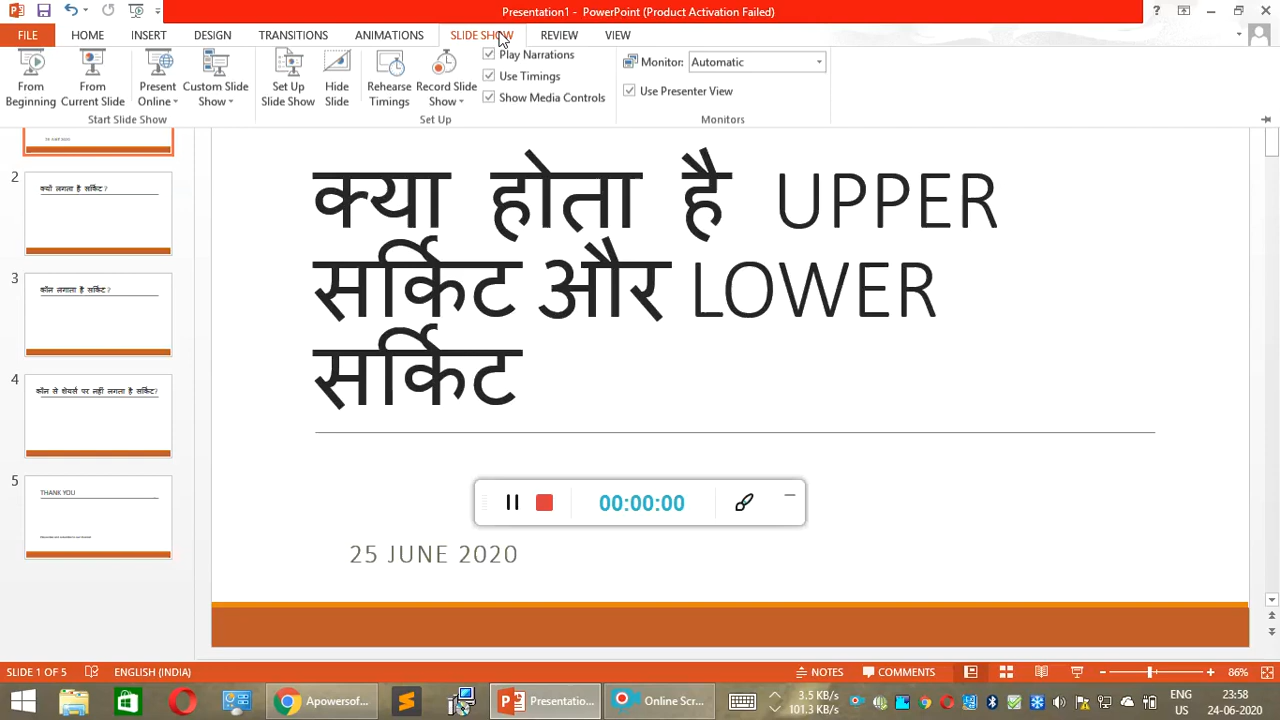 Presentation1 - PowerPoint (Product Activation Failed)
FILE HOME INSERT DESIGN TRANSITIONS ANIMATIONS SLIDE SHOW REVIEW VIEW
From Beginning
From Current Slide
Present Online
Custom Slide Show
Set Up Slide Show
Hide Slide
Rehearse Timings
Record Slide Show
Play Narrations
Use Timings
Show Media Controls
Monitor: Automatic
Use Presenter View
Start Slide Show
Set Up
Monitors
2
क्यों लगता है सर्किट ?
3
कौन लगाता है सर्किट ?
4
कौन से शेयर्स पर नहीं लगता है सर्किट?
5
THANK YOU
क्या होता है UPPER
सर्किट और LOWER
सर्किट
00:00:00
25 JUNE 2020
SLIDE 1 OF 5 ENGLISH (INDIA) NOTES COMMENTS 86%
Apowersof...
Presentatio...
Online Scr...
3.5 KB/s
101.3 KB/s
ENG
US
23:58
24-06-2020